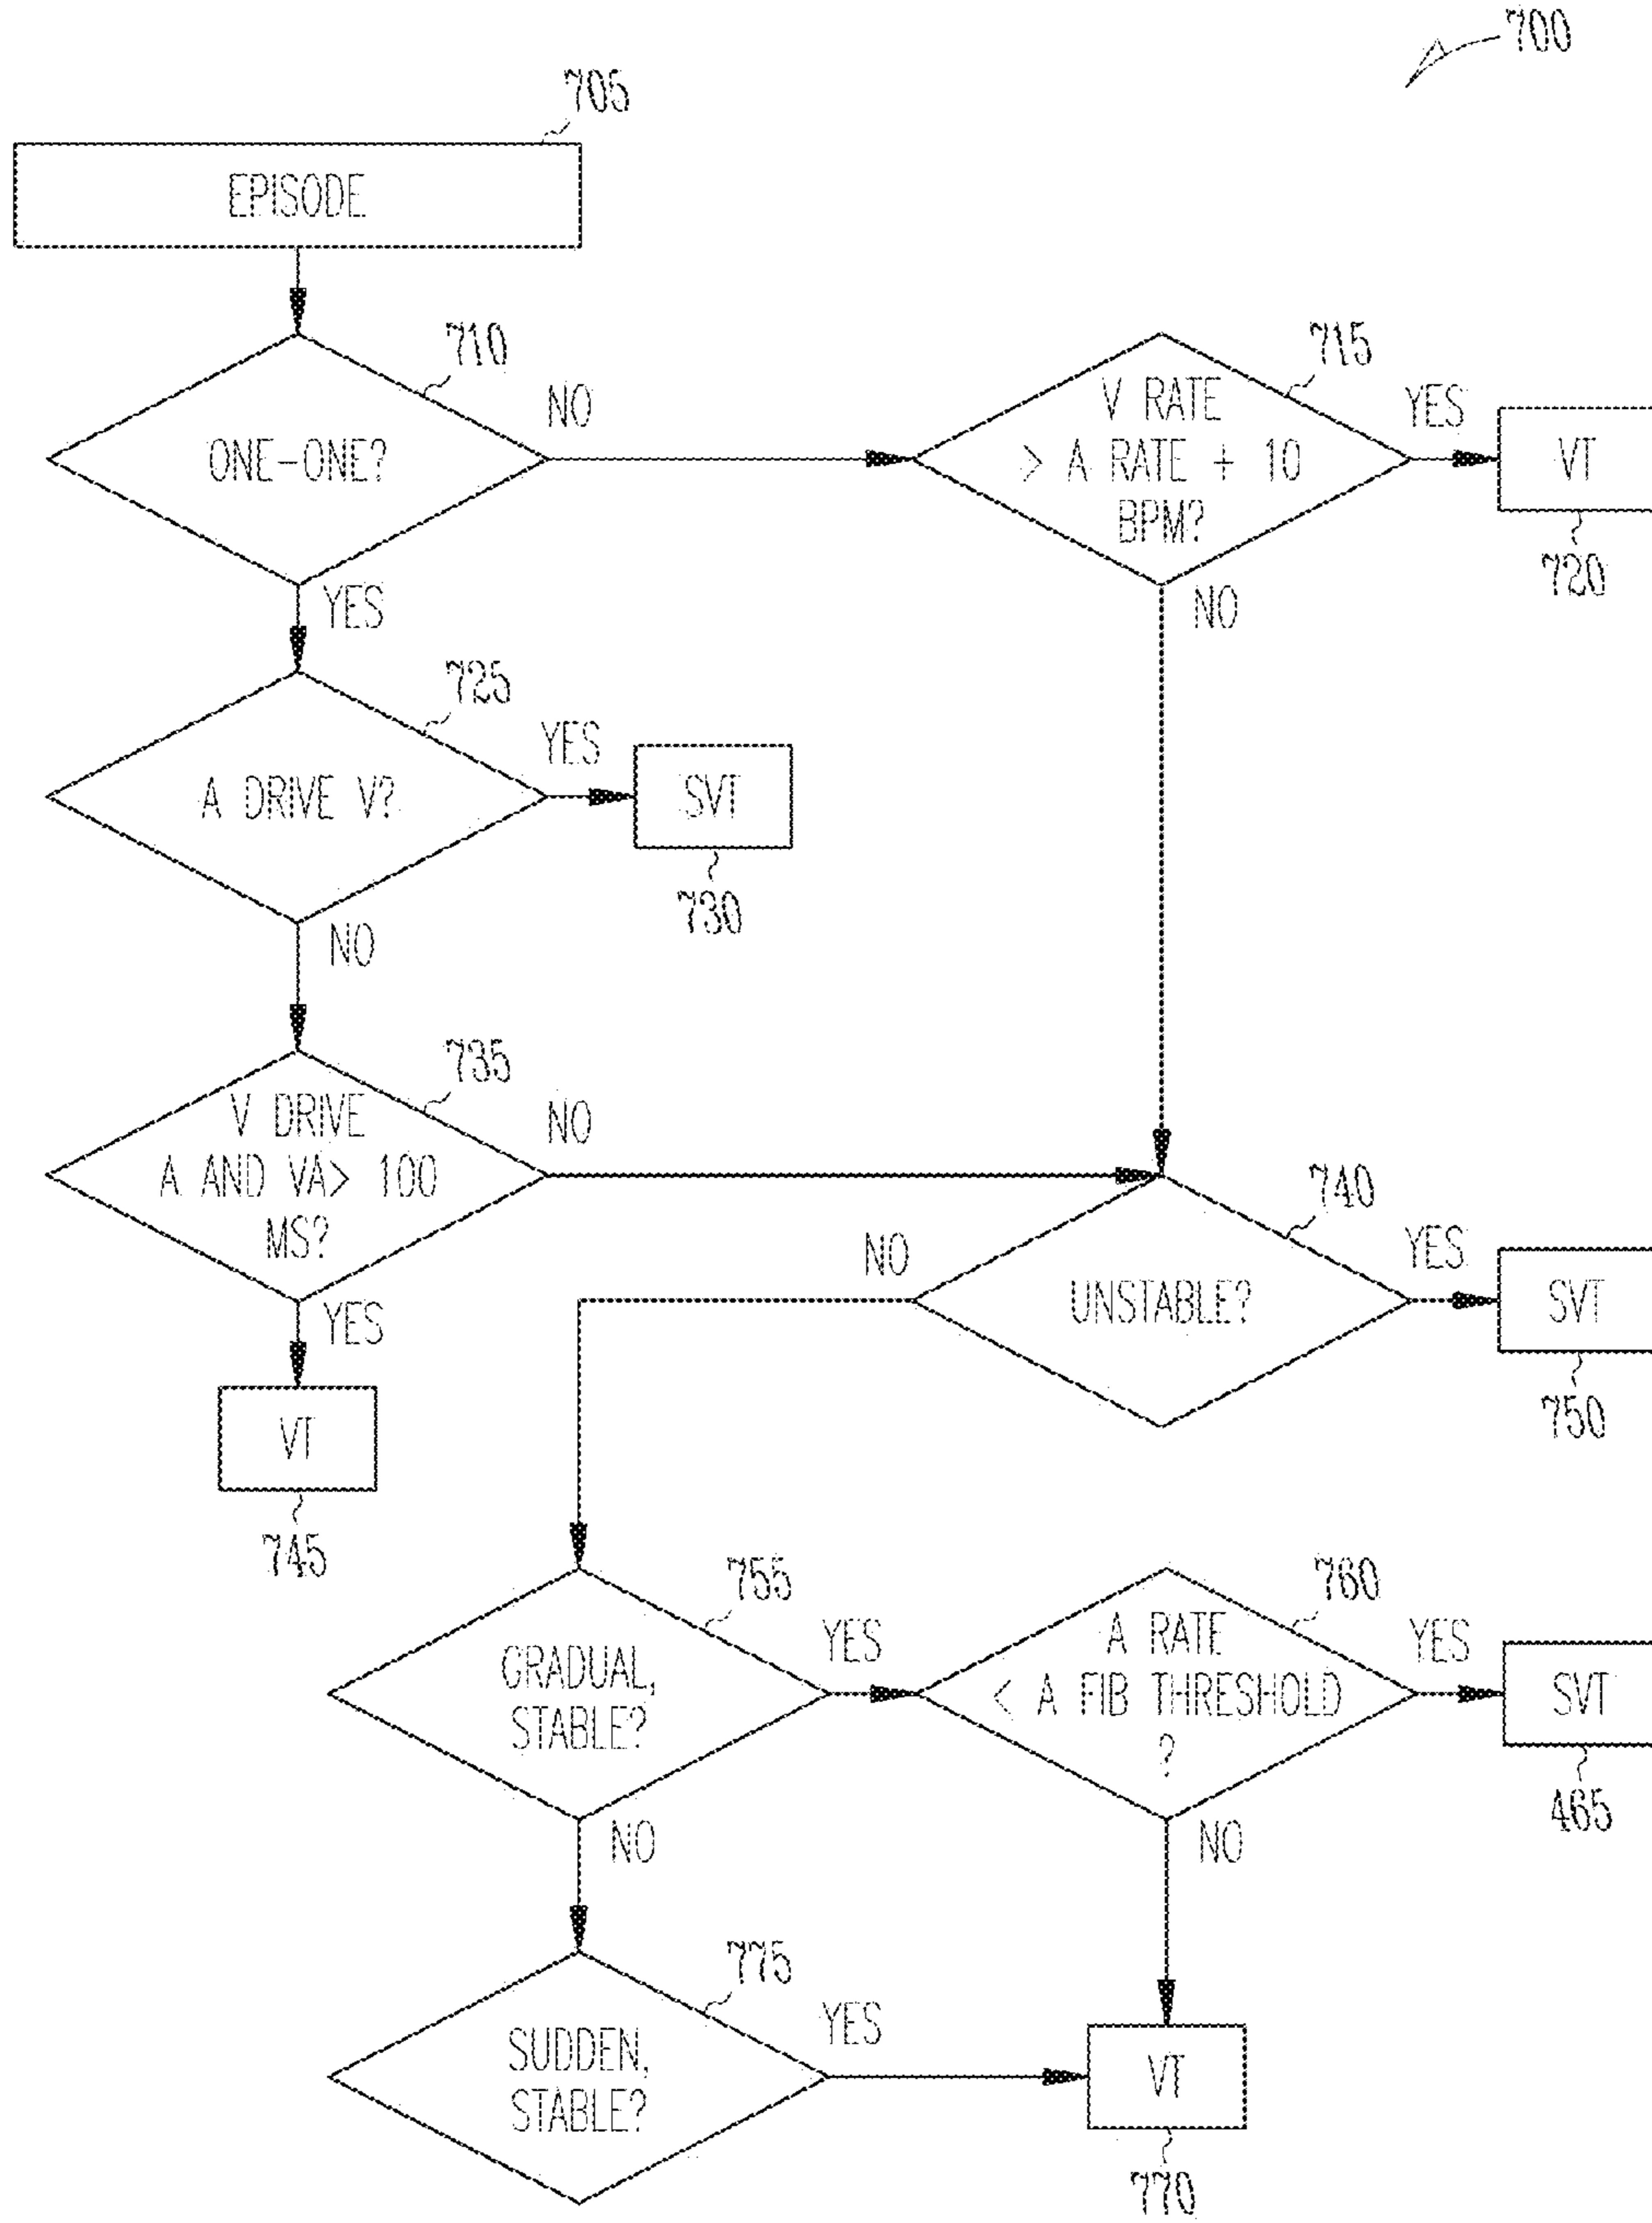 700
705
EPISODE
710
ONE-ONE?
NO
YES
715
V RATE
> A RATE + 10
BPM?
YES
NO
VT
720
725
A DRIVE V?
YES
NO
SVT
730
735
V DRIVE
A AND VA> 100
MS?
NO
YES
VT
745
740
UNSTABLE?
NO
YES
SVT
750
755
GRADUAL,
STABLE?
YES
NO
760
A RATE
< A FIB THRESHOLD
?
YES
NO
SVT
465
775
SUDDEN,
STABLE?
YES
VT
770